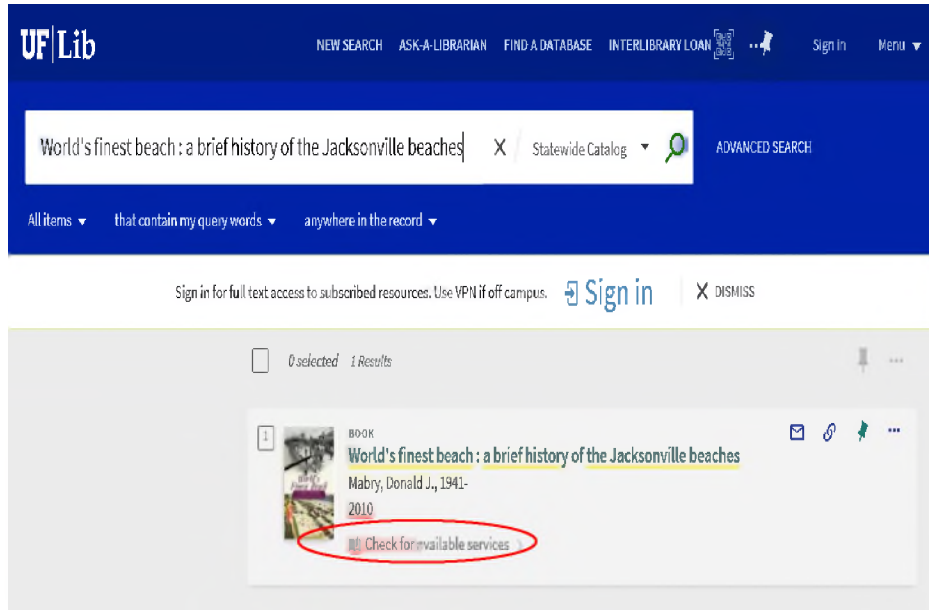 UF Lib
NEW SEARCH ASK-A-LIBRARIAN FIND A DATABASE INTERLIBRARY LOAN ... Sign in Menu
World's finest beach : a brief history of the Jacksonville beaches X Statewide Catalog ADVANCED SEARCH
All items that contain my query words anywhere in the record
Sign in for full text access to subscribed resources. Use VPN if off campus. Sign in X DISMISS
0 selected 1 Results ...
1 BOOK ...
World's finest beach : a brief history of the Jacksonville beaches
Mabry, Donald J., 1941-
2010
Check for available services